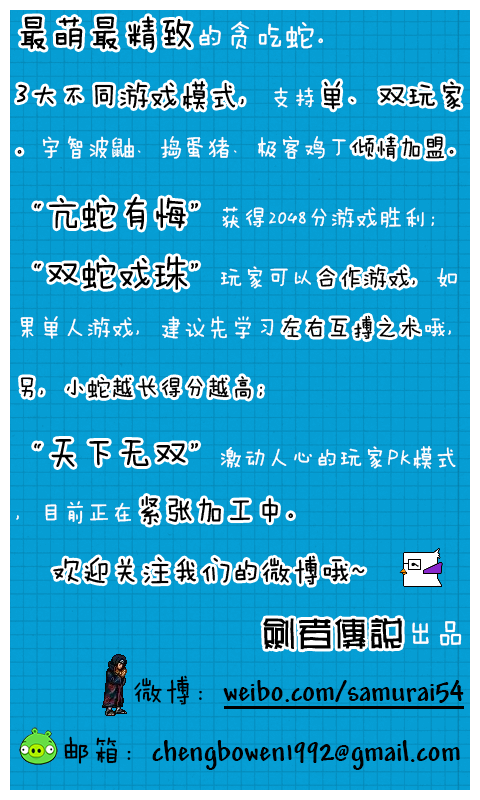 最萌最精致的贪吃蛇。
3大不同游戏模式，支持单、双玩家
。宇智波鼬、捣蛋猪、极客鸡丁倾情加盟。
“亢蛇有悔”获得2048分游戏胜利；
“双蛇戏珠”玩家可以合作游戏，如
果单人游戏，建议先学习左右互搏之术哦，
另，小蛇越长得分越高；
“天下无双”激动人心的玩家PK模式
，目前正在紧张加工中。
欢迎关注我们的微博哦~
劍者傳説出品
微博：weibo.com/samurai54
邮箱：chengbowen1992@gmail.com